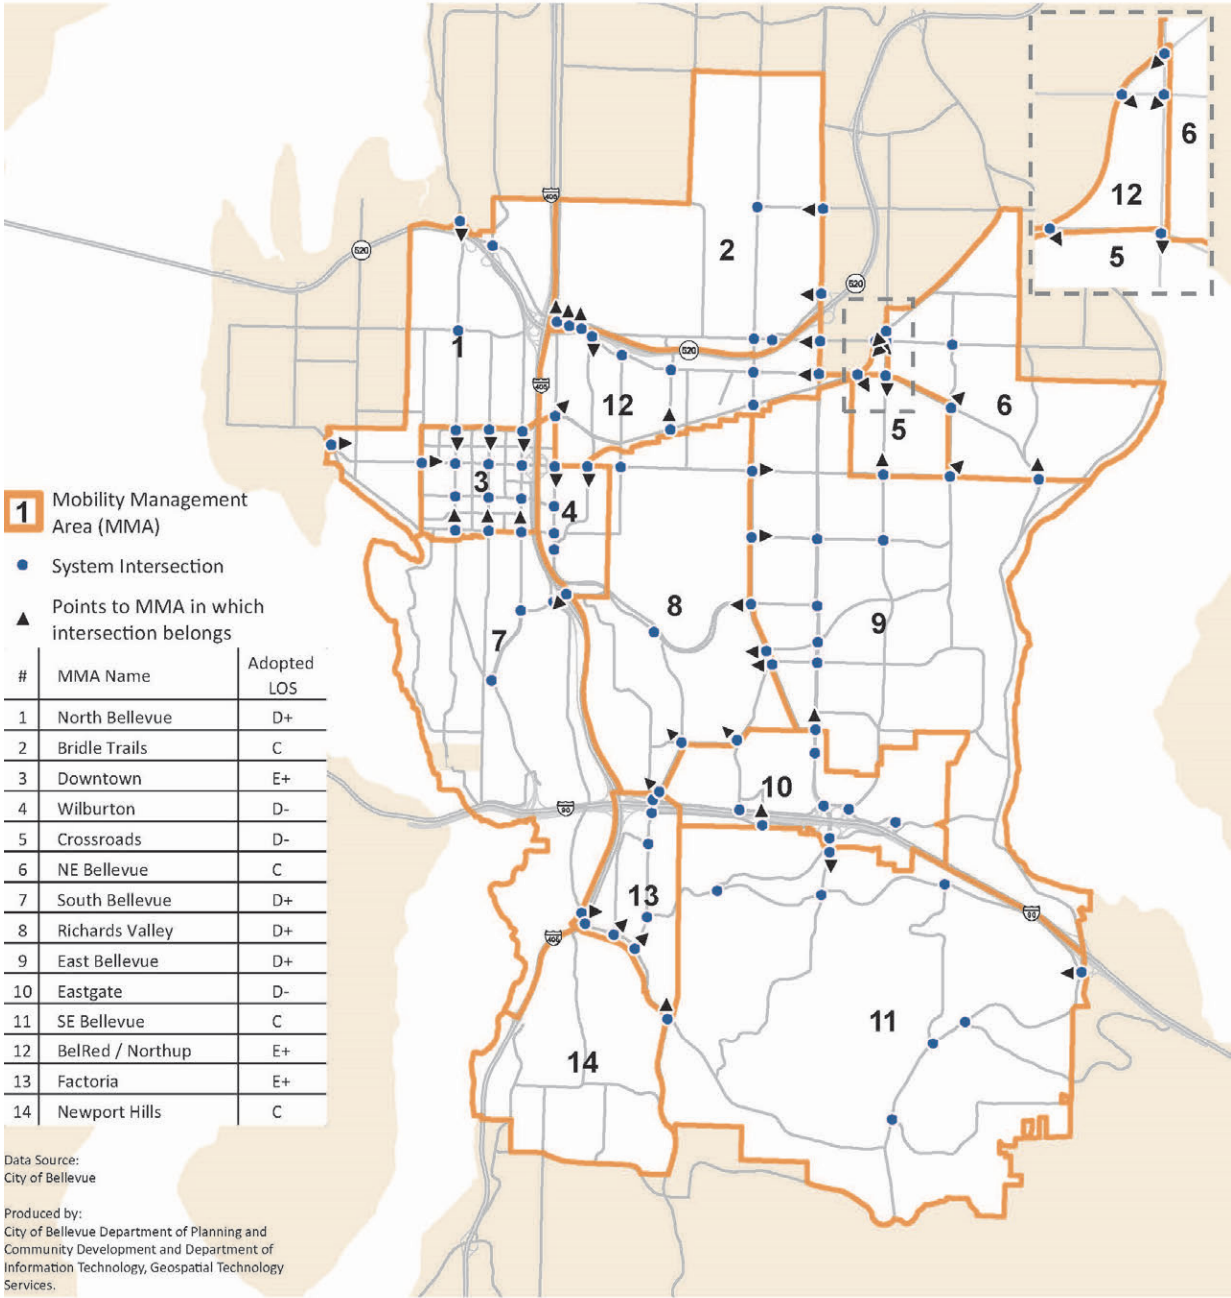 12
6
5
2
520
405
520
1
405
520
12
6
5
3
4
1 Mobility Management
Area (MMA)
System Intersection
Points to MMA in which
intersection belongs
8
9
7
# MMA Name Adopted
LOS
1 North Bellevue D+
2 Bridle Trails C
3 Downtown E+
4 Wilburton D-
5 Crossroads D-
6 NE Bellevue C
7 South Bellevue D+
8 Richards Valley D+
9 East Bellevue D+
10 Eastgate D-
11 SE Bellevue C
12 BelRed / Northup E+
13 Factoria E+
14 Newport Hills C
10
90
13
90
405
11
14
Data Source:
City of Bellevue
Produced by:
City of Bellevue Department of Planning and
Community Development and Department of
Information Technology, Geospatial Technology
Services.